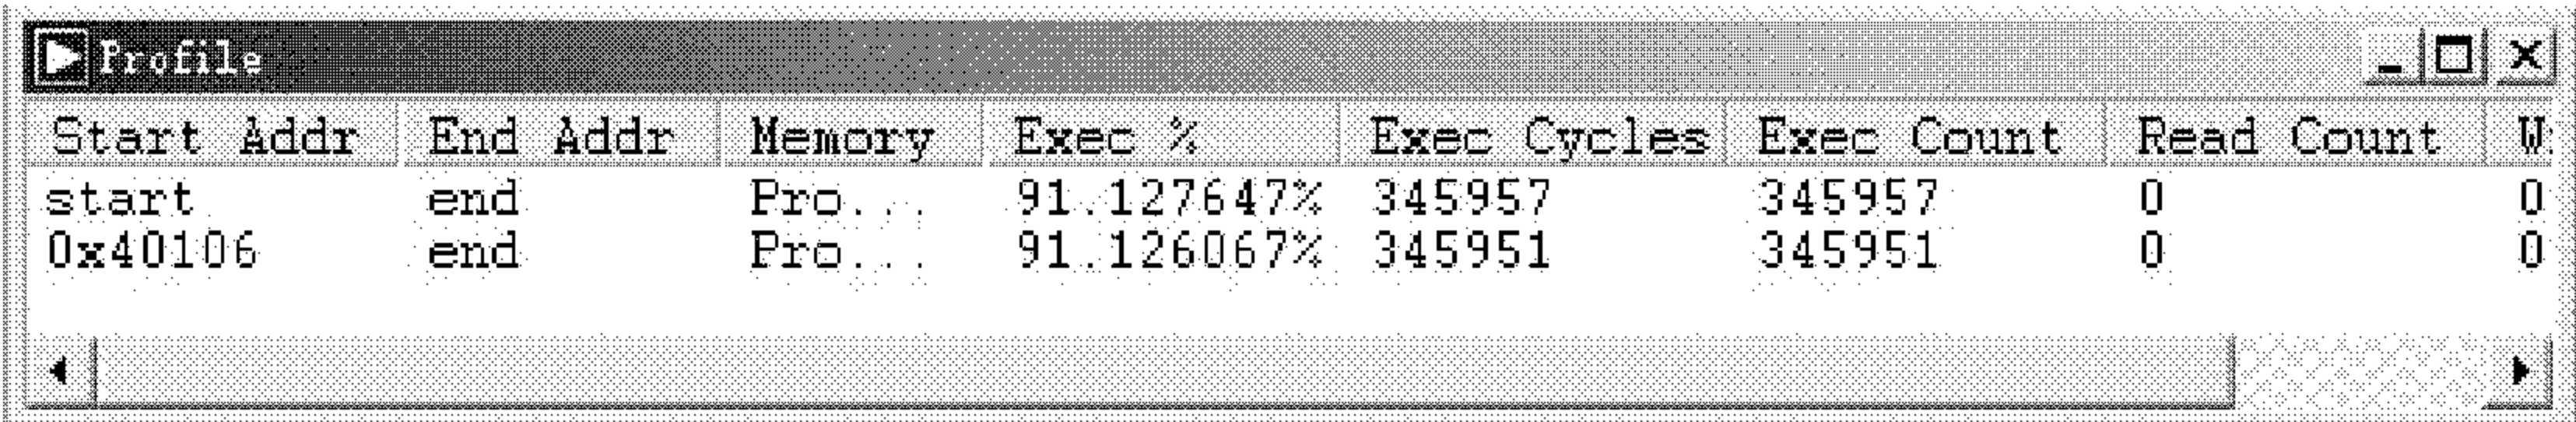 Profile
Start Addr End Addr Memory Exec % Exec Cycles Exec Count Read Count W
start end Pro... 91.127647% 345957 345957 0 0
0x40106 end Pro... 91.126067% 345951 345951 0 0